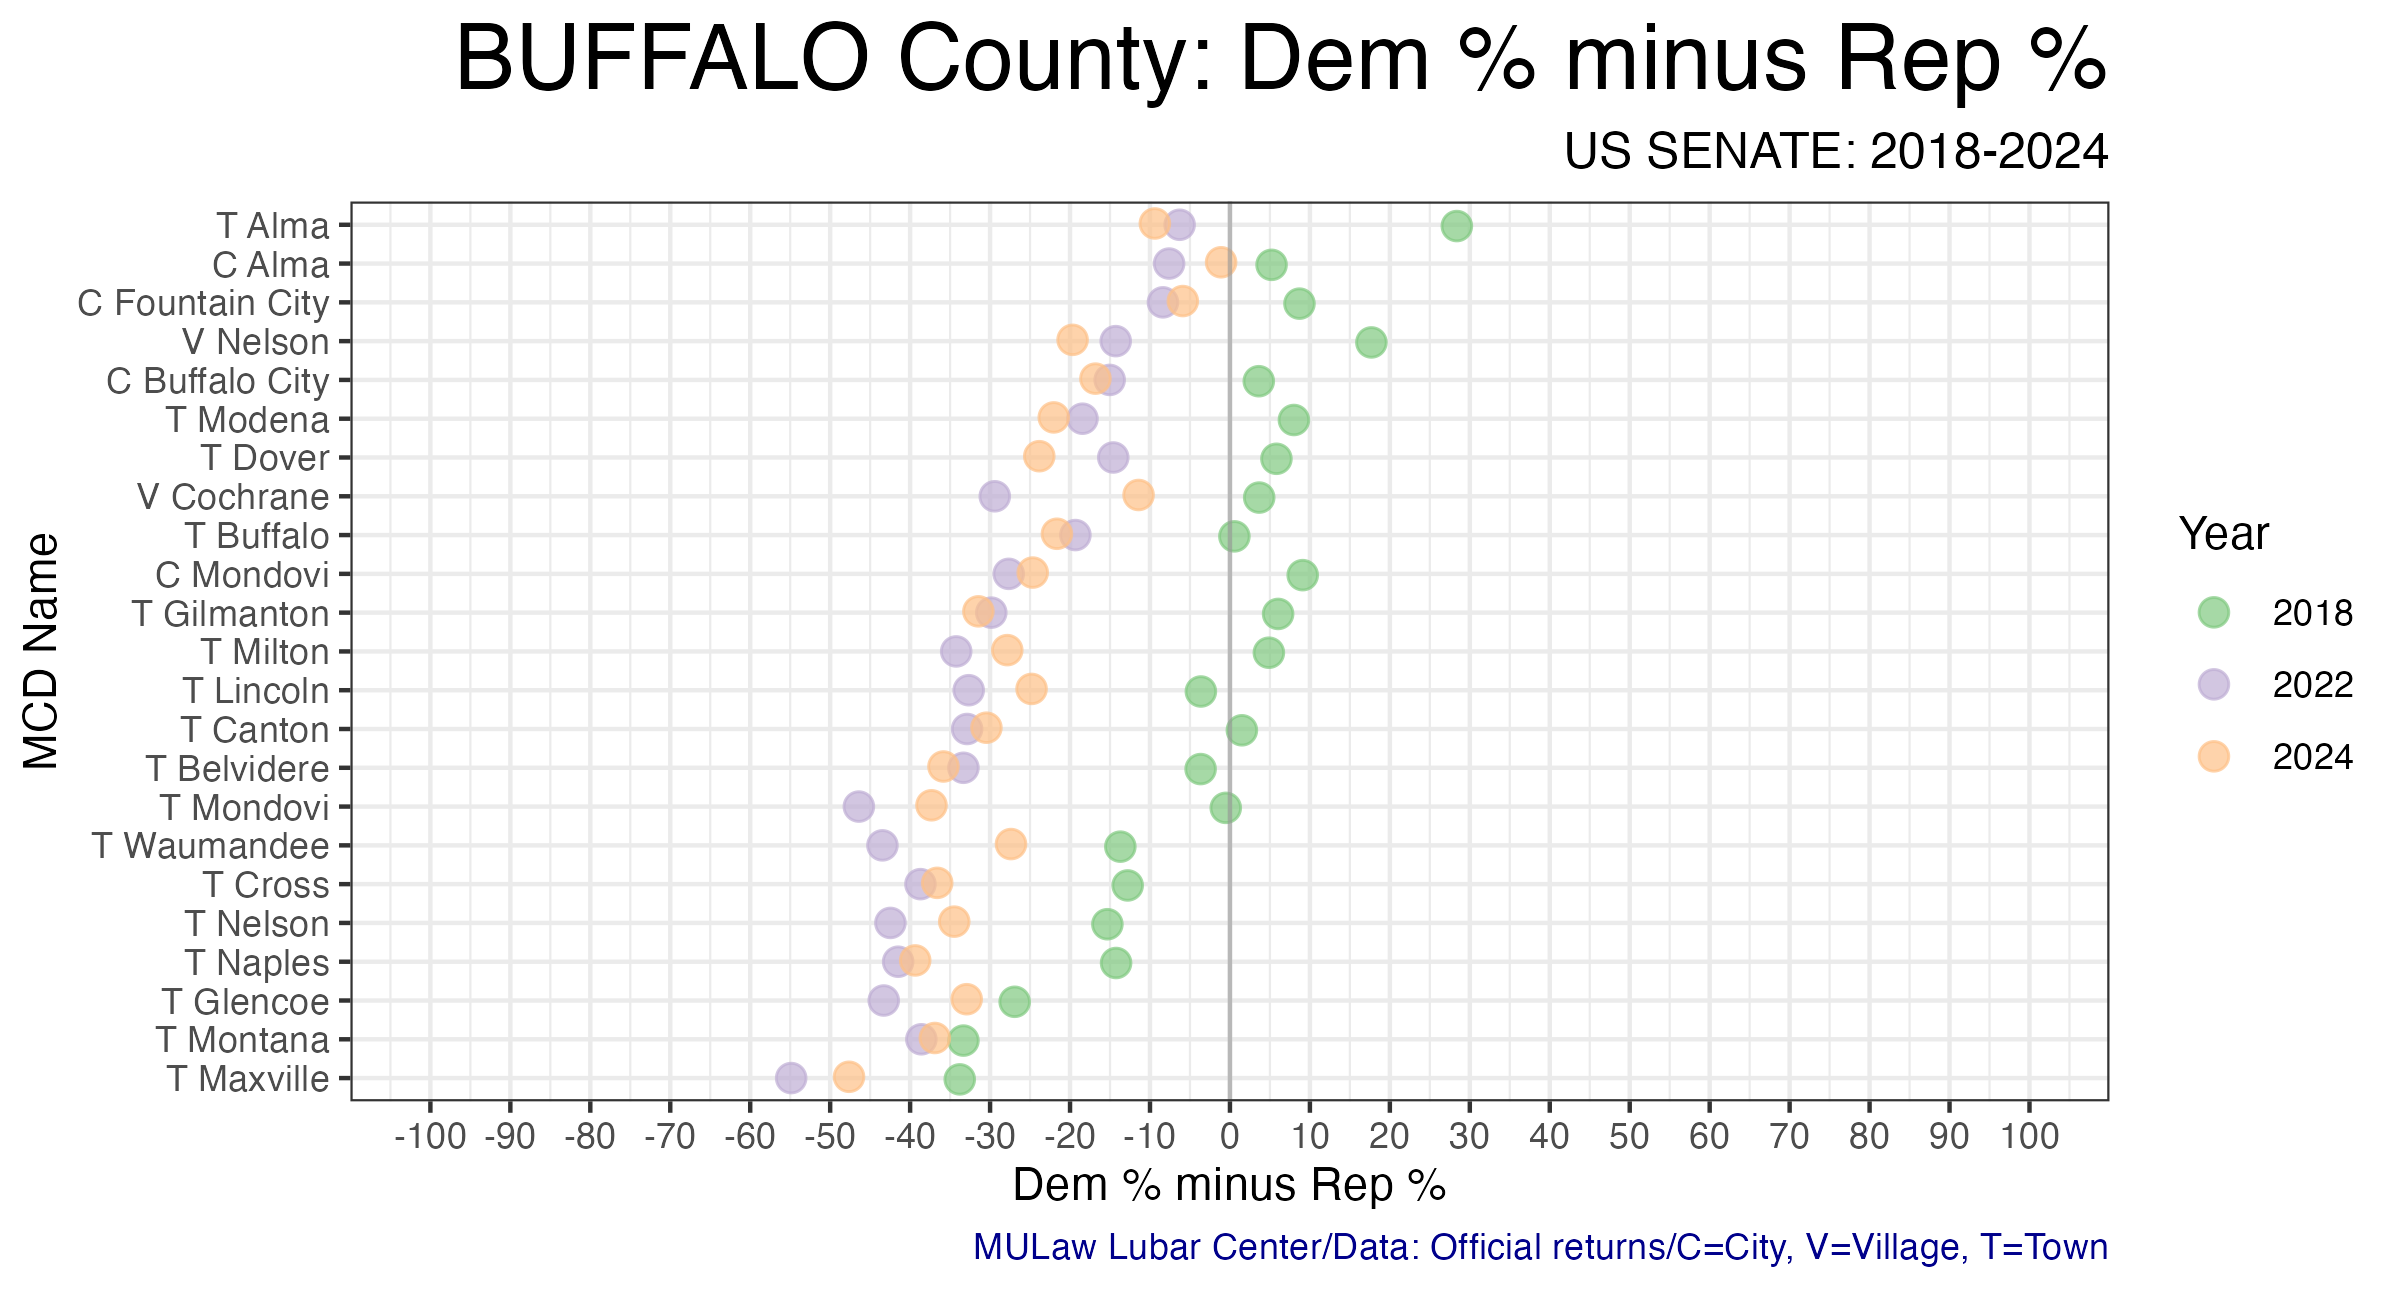 BUFFALO County: Dem % minus Rep %
US SENATE: 2018-2024
MCD Name
T Alma
C Alma
C Fountain City
V Nelson
C Buffalo City
T Modena
T Dover
V Cochrane
T Buffalo
C Mondovi
T Gilmanton
T Milton
T Lincoln
T Canton
T Belvidere
T Mondovi
T Waumandee
T Cross
T Nelson
T Naples
T Glencoe
T Montana
T Maxville
-100 -90 -80 -70 -60 -50 -40 -30 -20 -10 0 10 20 30 40 50 60 70 80 90 100
Dem % minus Rep %
Year
2018
2022
2024
MULaw Lubar Center/Data: Official returns/C=City, V=Village, T=Town